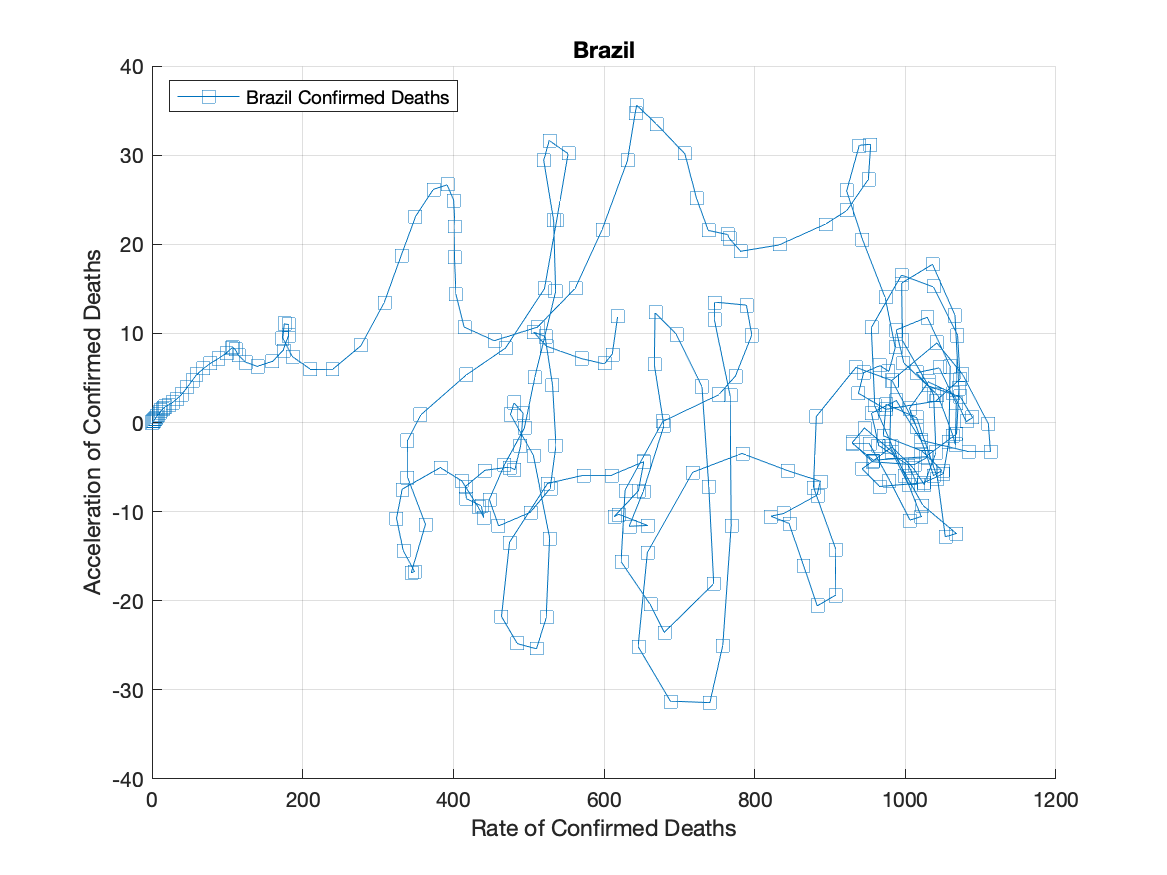 Brazil
Brazil Confirmed Deaths
40
30
20
10
0
-10
-20
-30
-40
Acceleration of Confirmed Deaths
0 200 400 600 800 1000 1200
Rate of Confirmed Deaths